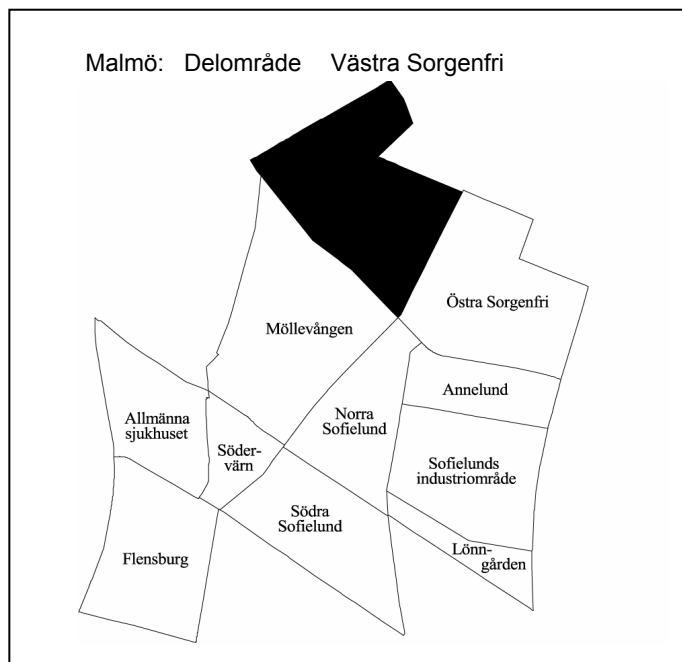 Malmö: Delområde Västra Sorgenfri
Östra Sorgenfri
Möllevången
Annelund
Allmänna
sjukhuset
Norra
Sofielund
Söder-
värn
Sofielunds
industriområde
Södra
Sofielund
Lönn-
gården
Flensburg